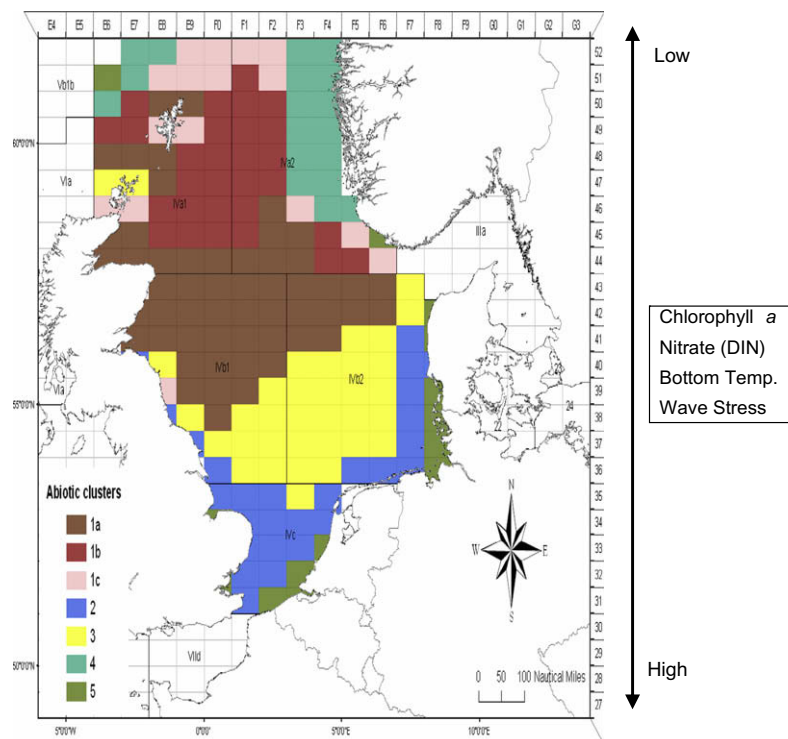 E4 E5 E6 E7 E8 E9 F0 F1 F2 F3 F4 F5 F6 F7 F8 F9 G0 G1 G2 G3
Low
52
51
Vb1b
50
60°0'0"N
49
48
IVa2
VIa
47
46
IVa1
45
IIIa
44
43
42
41
Chlorophyll a
Nitrate (DIN)
Bottom Temp.
Wave Stress
40
IVb1
IVb2
23
39
VIa
55°0'0"N
24
38
37
36
Abiotic clusters
35
1a
1b
1c
2
3
4
5
N
W E
S
34
IVc
33
32
31
30
VIId
29
50°0'0"N
28
0 50 100 Nautical Miles
27
High
5°0'0"W 0°0'0" 5°0'0"E 10°0'0"E